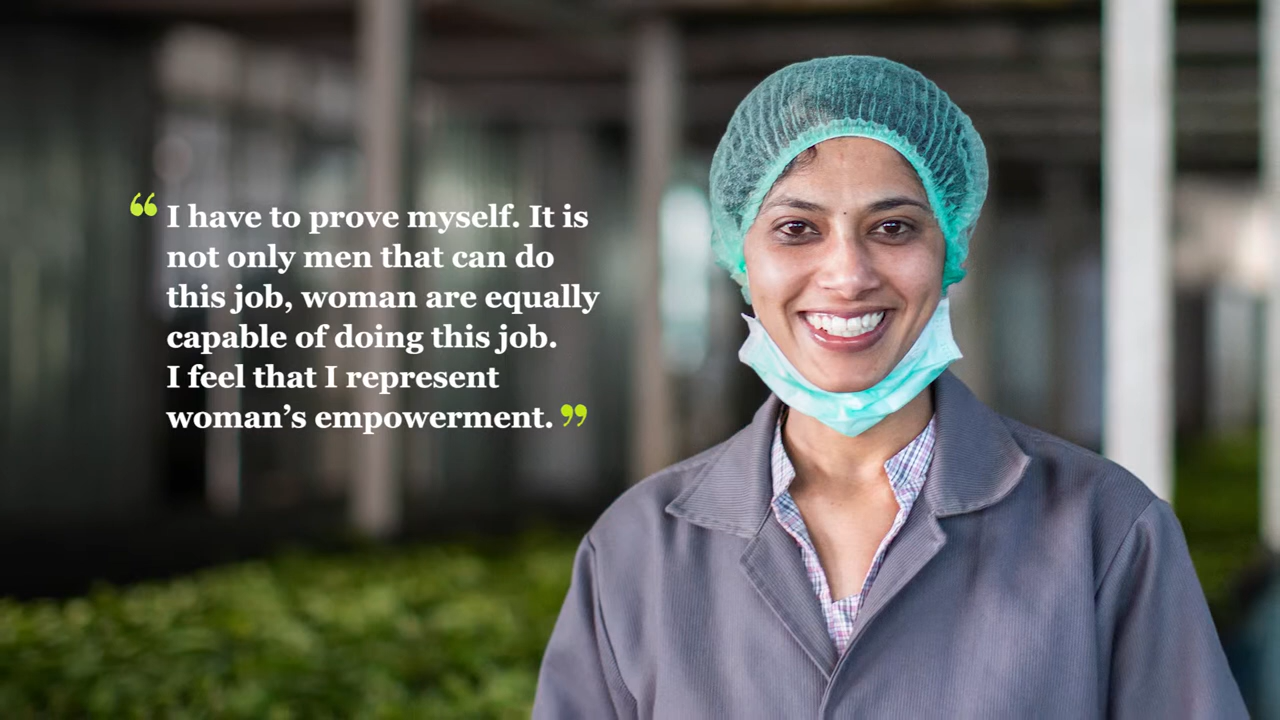 “ I have to prove myself. It is
not only men that can do
this job, woman are equally
capable of doing this job.
I feel that I represent
woman’s empowerment. ”